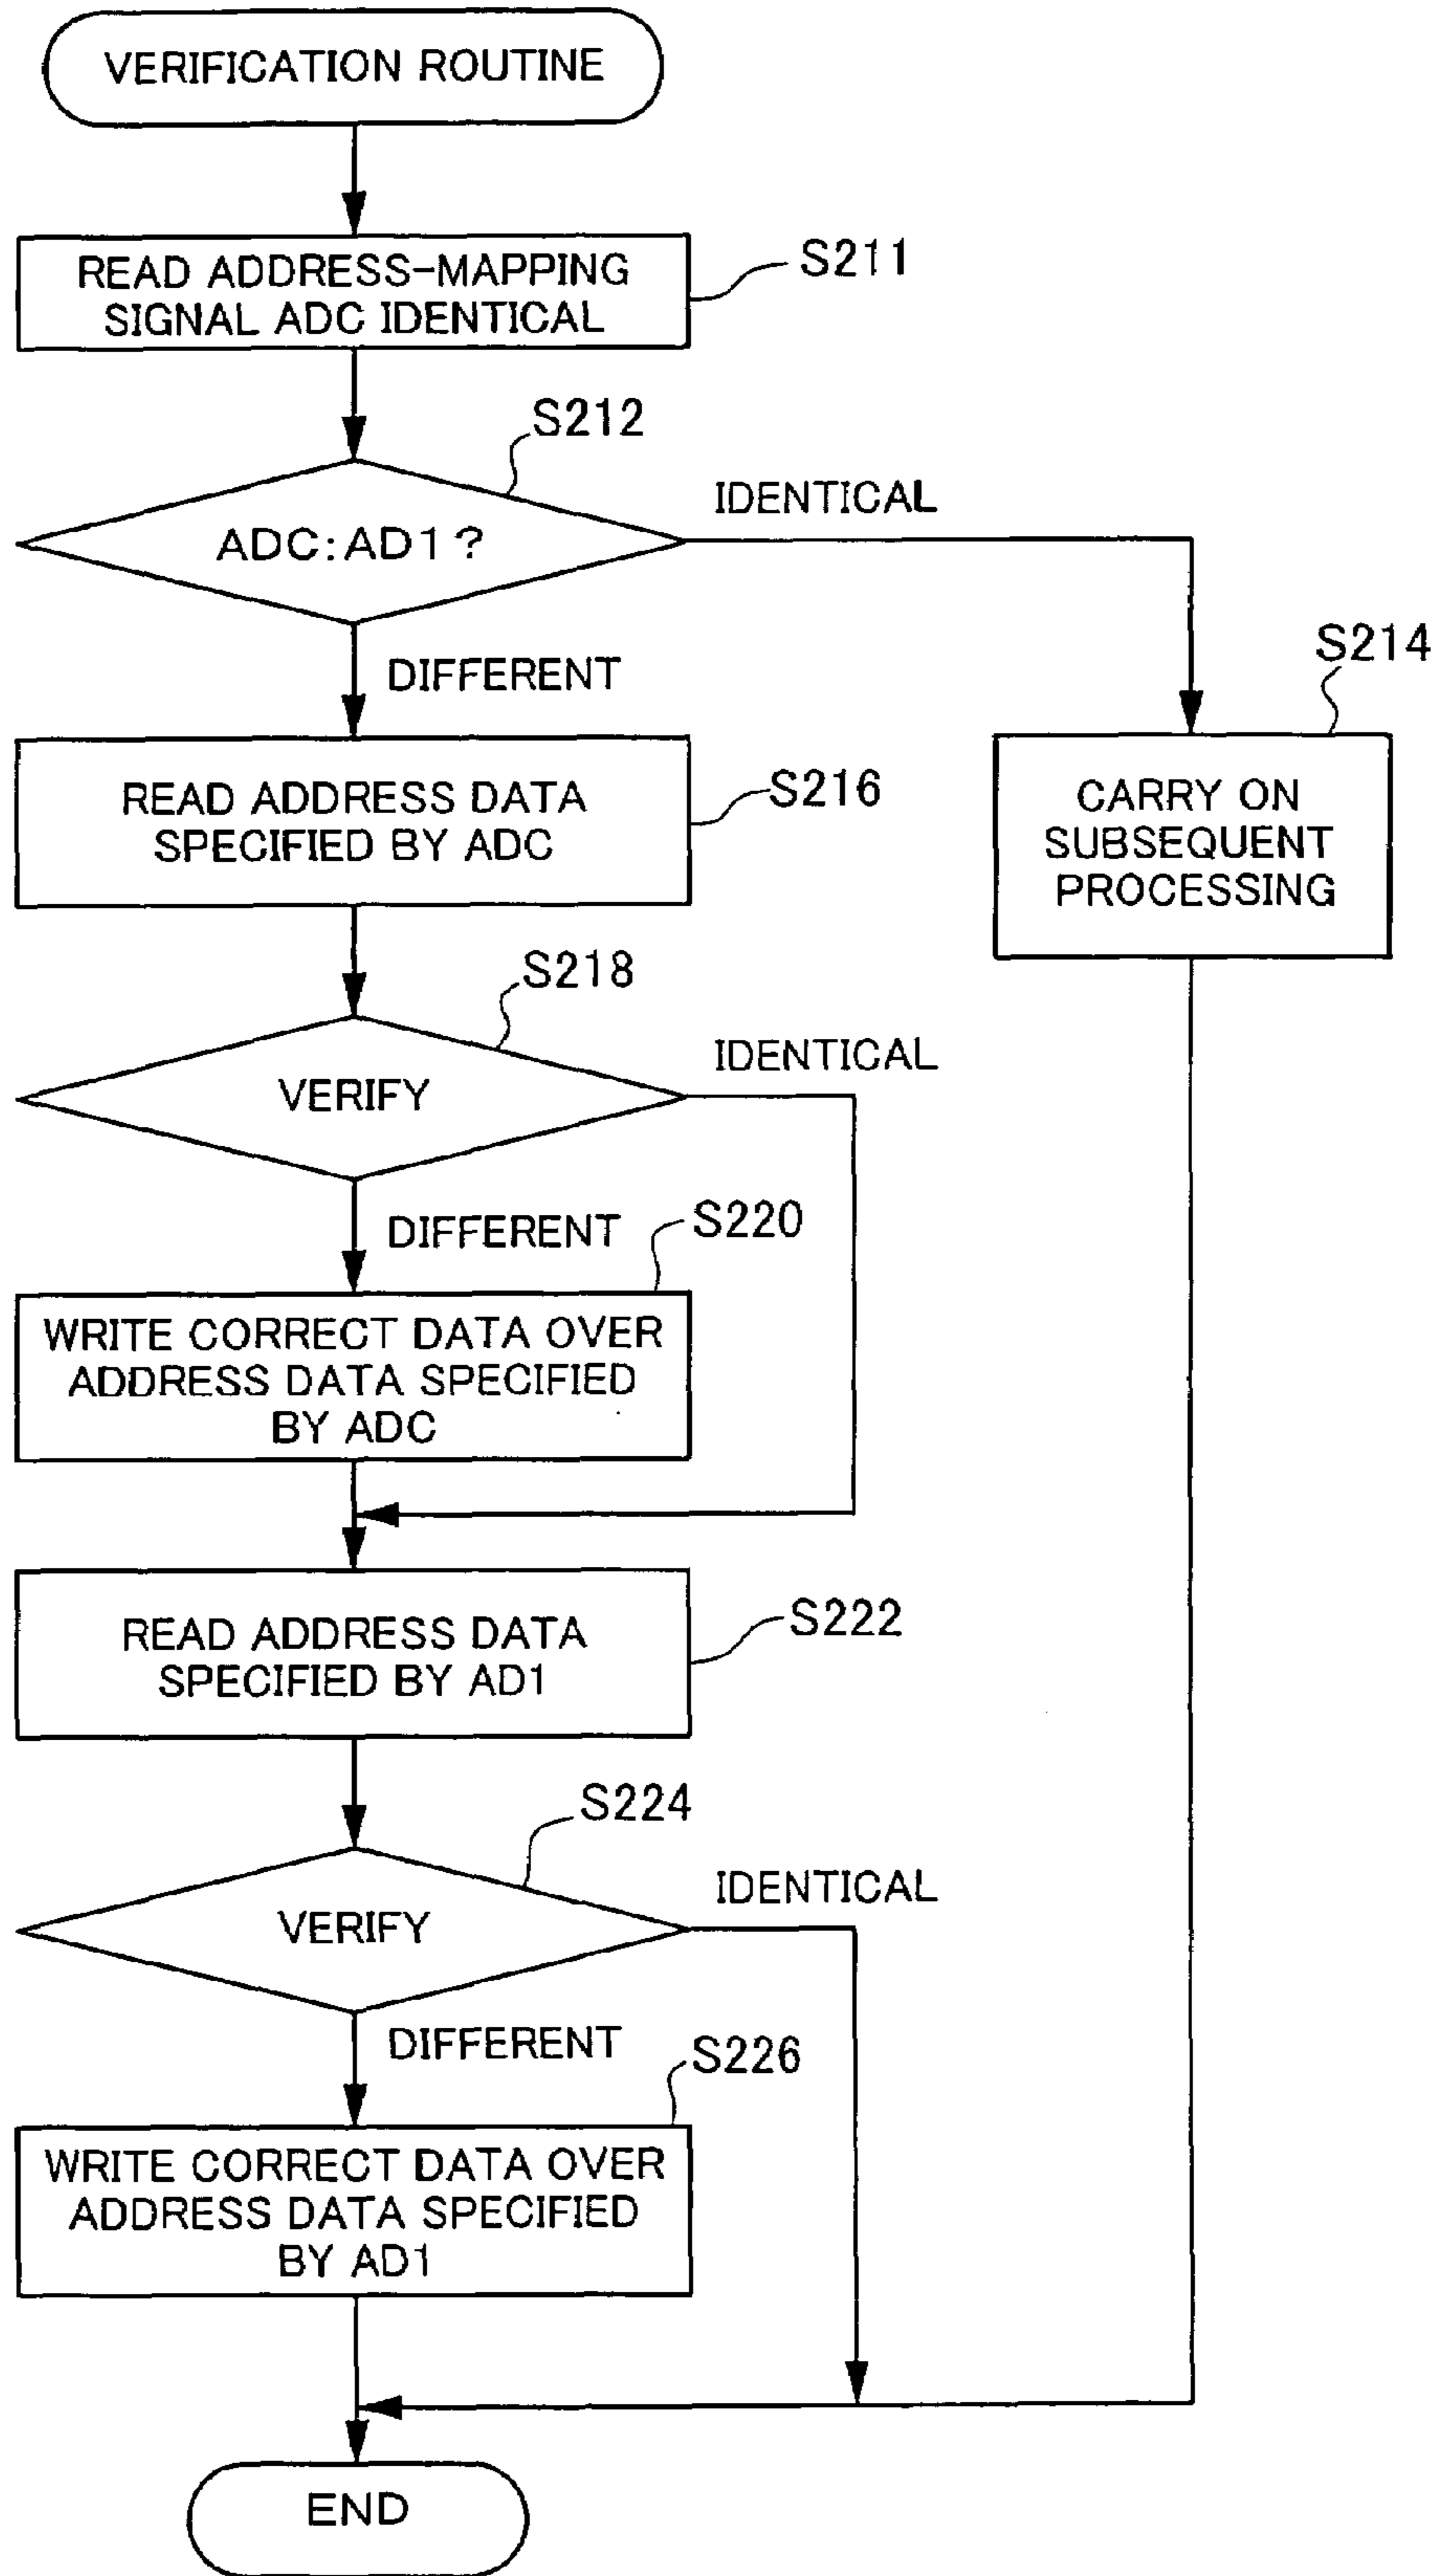 VERIFICATION ROUTINE
READ ADDRESS-MAPPING
SIGNAL ADC IDENTICAL
S211
S212
ADC:AD1?
IDENTICAL
DIFFERENT
S214
CARRY ON
SUBSEQUENT
PROCESSING
READ ADDRESS DATA
SPECIFIED BY ADC
S216
S218
VERIFY
IDENTICAL
DIFFERENT
S220
WRITE CORRECT DATA OVER
ADDRESS DATA SPECIFIED
BY ADC
READ ADDRESS DATA
SPECIFIED BY AD1
S222
S224
VERIFY
IDENTICAL
DIFFERENT
S226
WRITE CORRECT DATA OVER
ADDRESS DATA SPECIFIED
BY AD1
END